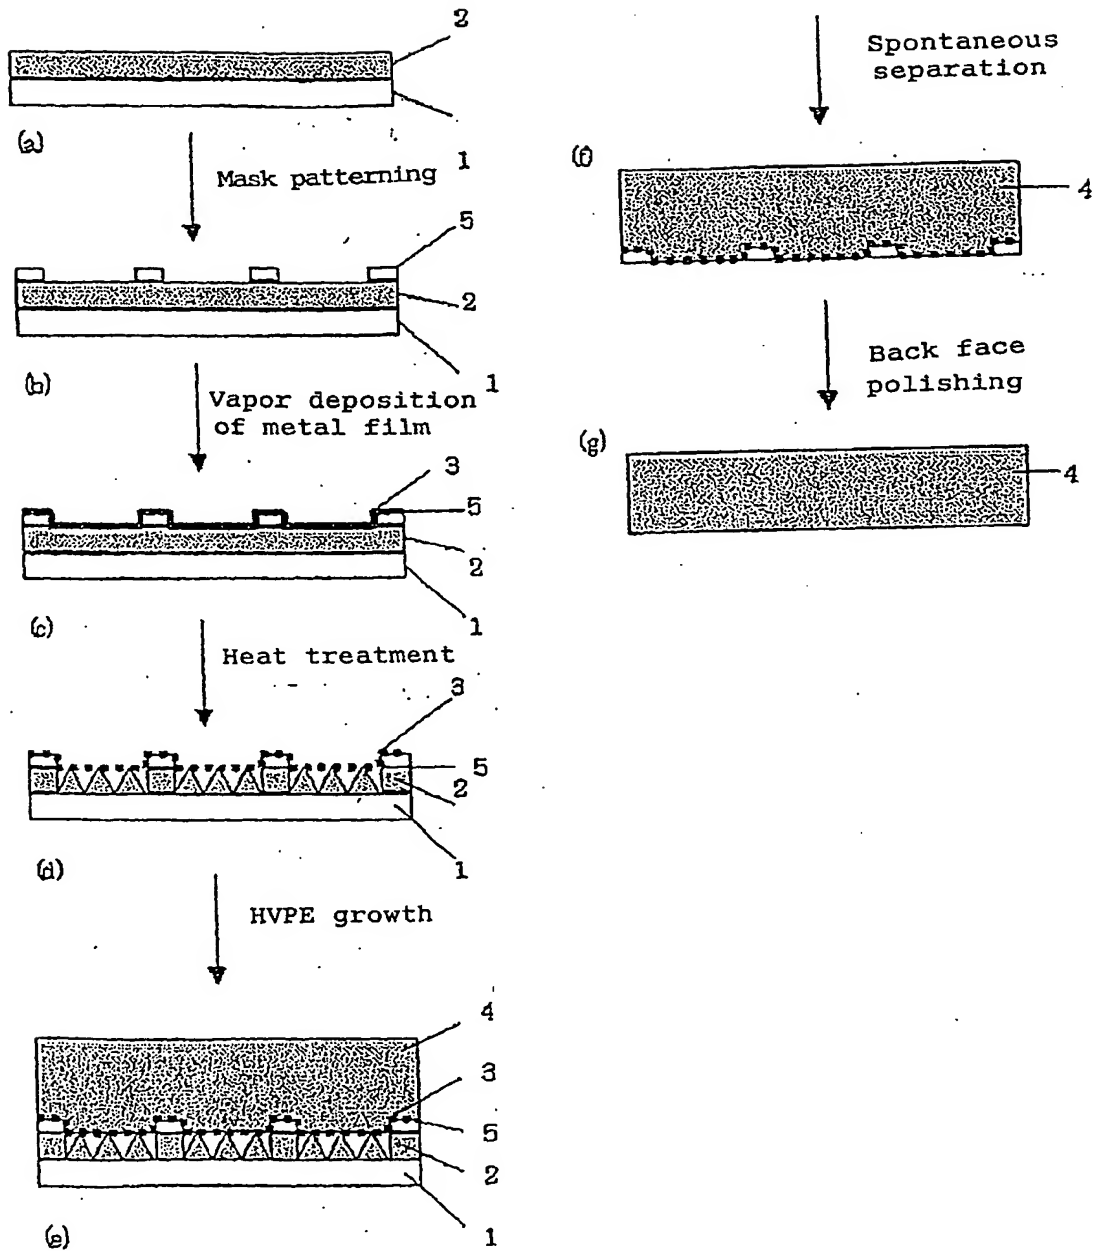 2
(a)
1
Mask patterning
5
2
(b)
1
Vapor deposition
of metal film
3
5
2
(c)
1
Heat treatment
3
5
2
(d)
1
HVPE growth
4
3
5
2
(e)
1
Spontaneous
separation
(f)
4
Back face
polishing
(g)
4